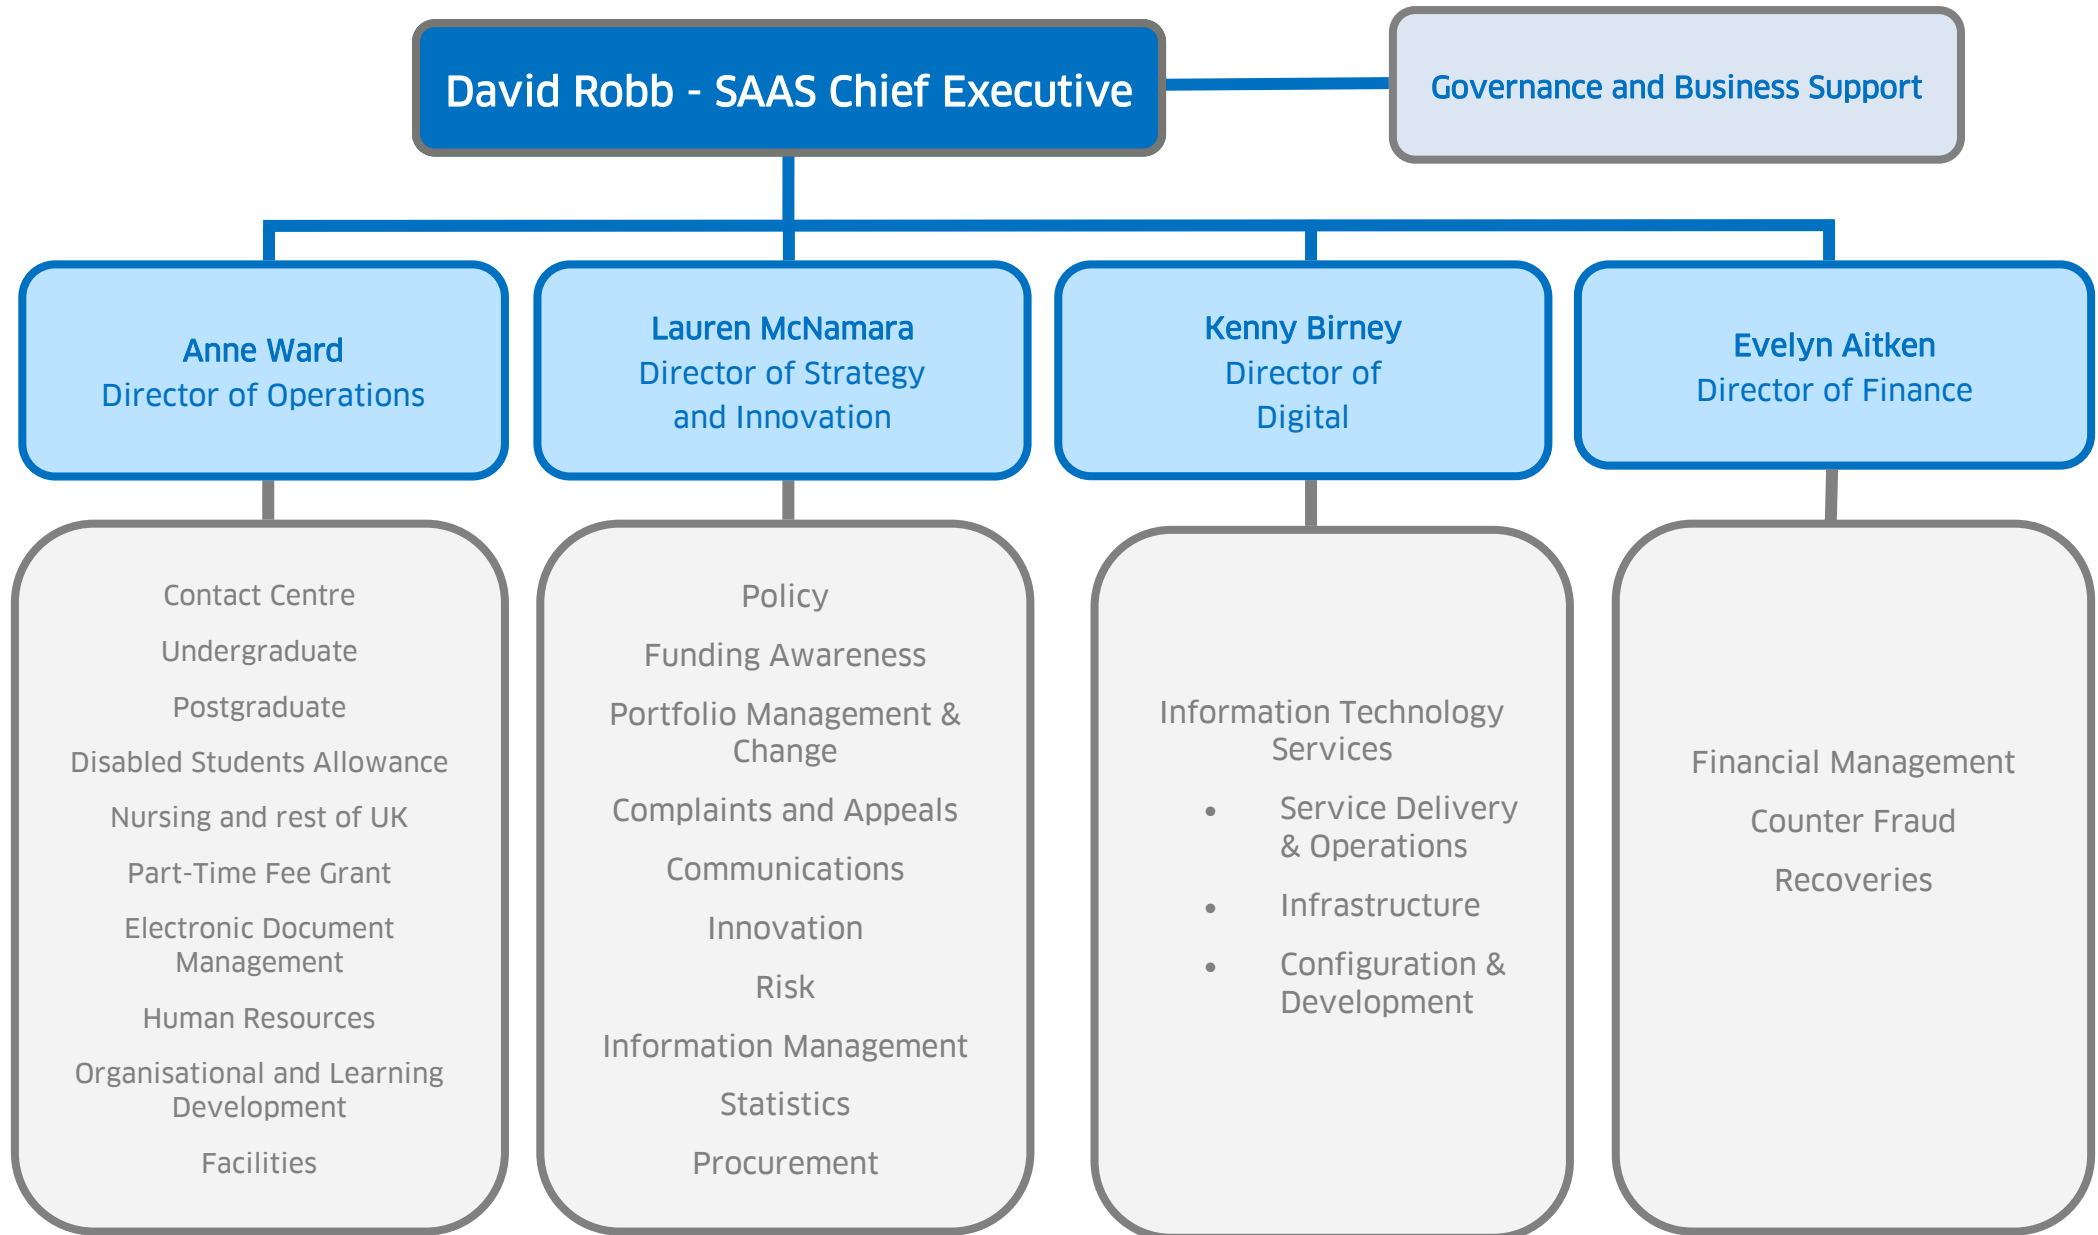 David Robb - SAAS Chief Executive
Governance and Business Support
Anne Ward
Director of Operations
Lauren McNamara
Director of Strategy
and Innovation
Kenny Birney
Director of
Digital
Evelyn Aitken
Director of Finance
Contact Centre
Undergraduate
Postgraduate
Disabled Students Allowance
Nursing and rest of UK
Part-Time Fee Grant
Electronic Document
Management
Human Resources
Organisational and Learning
Development
Facilities
Policy
Funding Awareness
Portfolio Management &
Change
Complaints and Appeals
Communications
Innovation
Risk
Information Management
Statistics
Procurement
Information Technology
Services
• Service Delivery
& Operations
• Infrastructure
• Configuration &
Development
Financial Management
Counter Fraud
Recoveries